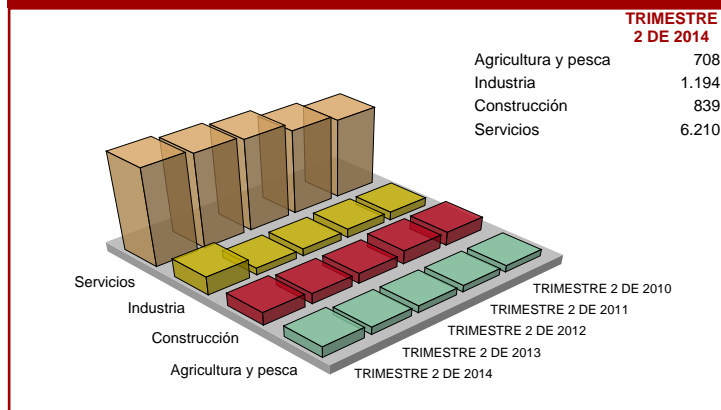 TRIMESTRE
2 DE 2014
Agricultura y pesca 708
Industria 1.194
Construcción 839
Servicios 6.210
Servicios
Industria
Construcción
Agricultura y pesca
TRIMESTRE 2 DE 2010
TRIMESTRE 2 DE 2011
TRIMESTRE 2 DE 2012
TRIMESTRE 2 DE 2013
TRIMESTRE 2 DE 2014